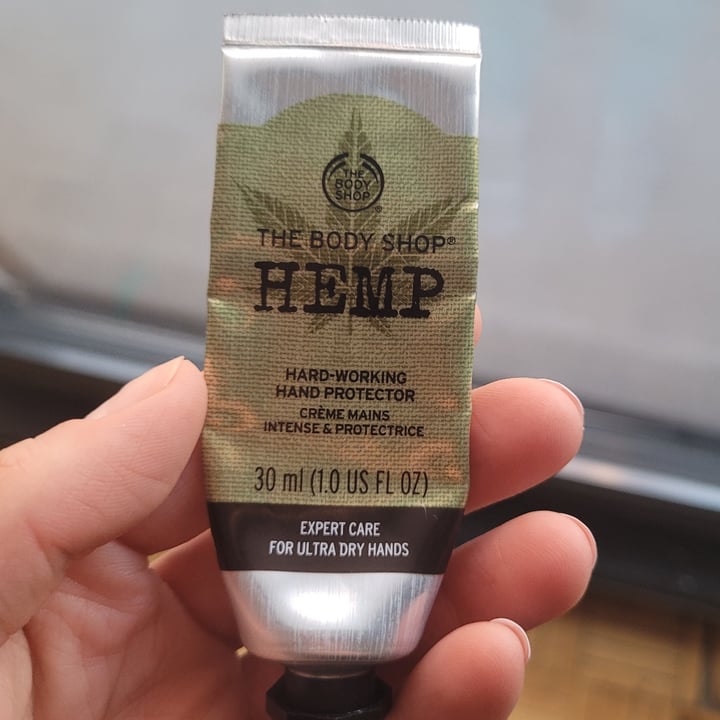 THE
BODY
SHOP
®
THE BODY SHOP®
HEMP
HARD-WORKING
HAND PROTECTOR
CRÈME MAINS
INTENSE & PROTECTRICE
30 ml (1.0 US FL OZ)
EXPERT CARE
FOR ULTRA DRY HANDS